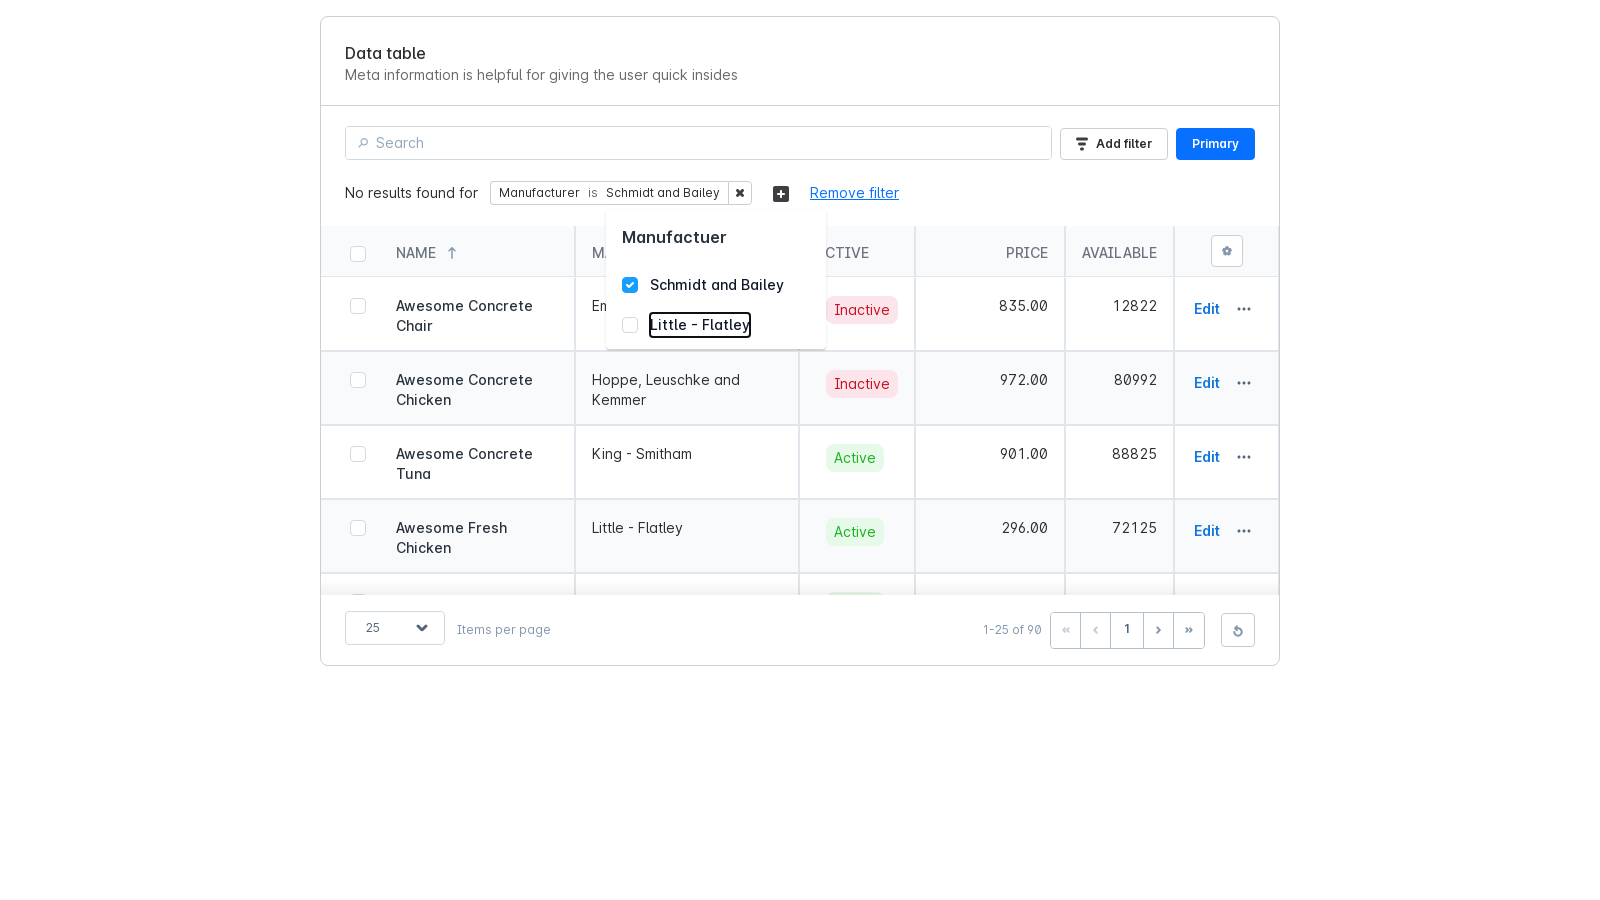 Data table
Meta information is helpful for giving the user quick insides
Search
Add filter
Primary
No results found for
Manufacturer is Schmidt and Bailey
Remove filter
Manufactuer
Schmidt and Bailey
Little - Flatley
NAME
PRICE
AVAILABLE
Awesome Concrete Chair
Inactive
835.00
12822
Edit
Awesome Concrete Chicken
Hoppe, Leuschke and Kemmer
Inactive
972.00
80992
Edit
Awesome Concrete Tuna
King - Smitham
Active
901.00
88825
Edit
Awesome Fresh Chicken
Little - Flatley
Active
296.00
72125
Edit
25
Items per page
1-25 of 90
«
‹
1
›
»